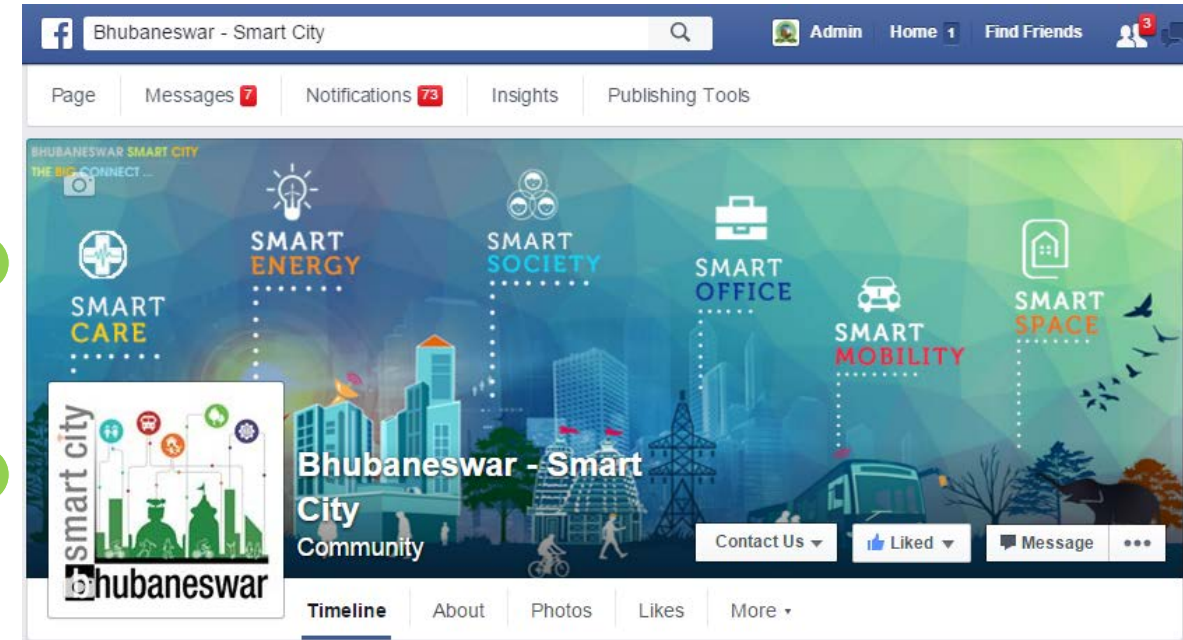 f Bhubaneswar - Smart City Admin Home 1 Find Friends 3
Page Messages 7 Notifications 73 Insights Publishing Tools
BHUBANESWAR SMART CITY
THE BIG CONNECT ...
SMART
CARE
SMART
ENERGY
SMART
SOCIETY
SMART
OFFICE
SMART
MOBILITY
SMART
SPACE
smart city
bhubaneswar
Bhubaneswar - Smart
City
Community
Contact Us Liked Message
Timeline About Photos Likes More